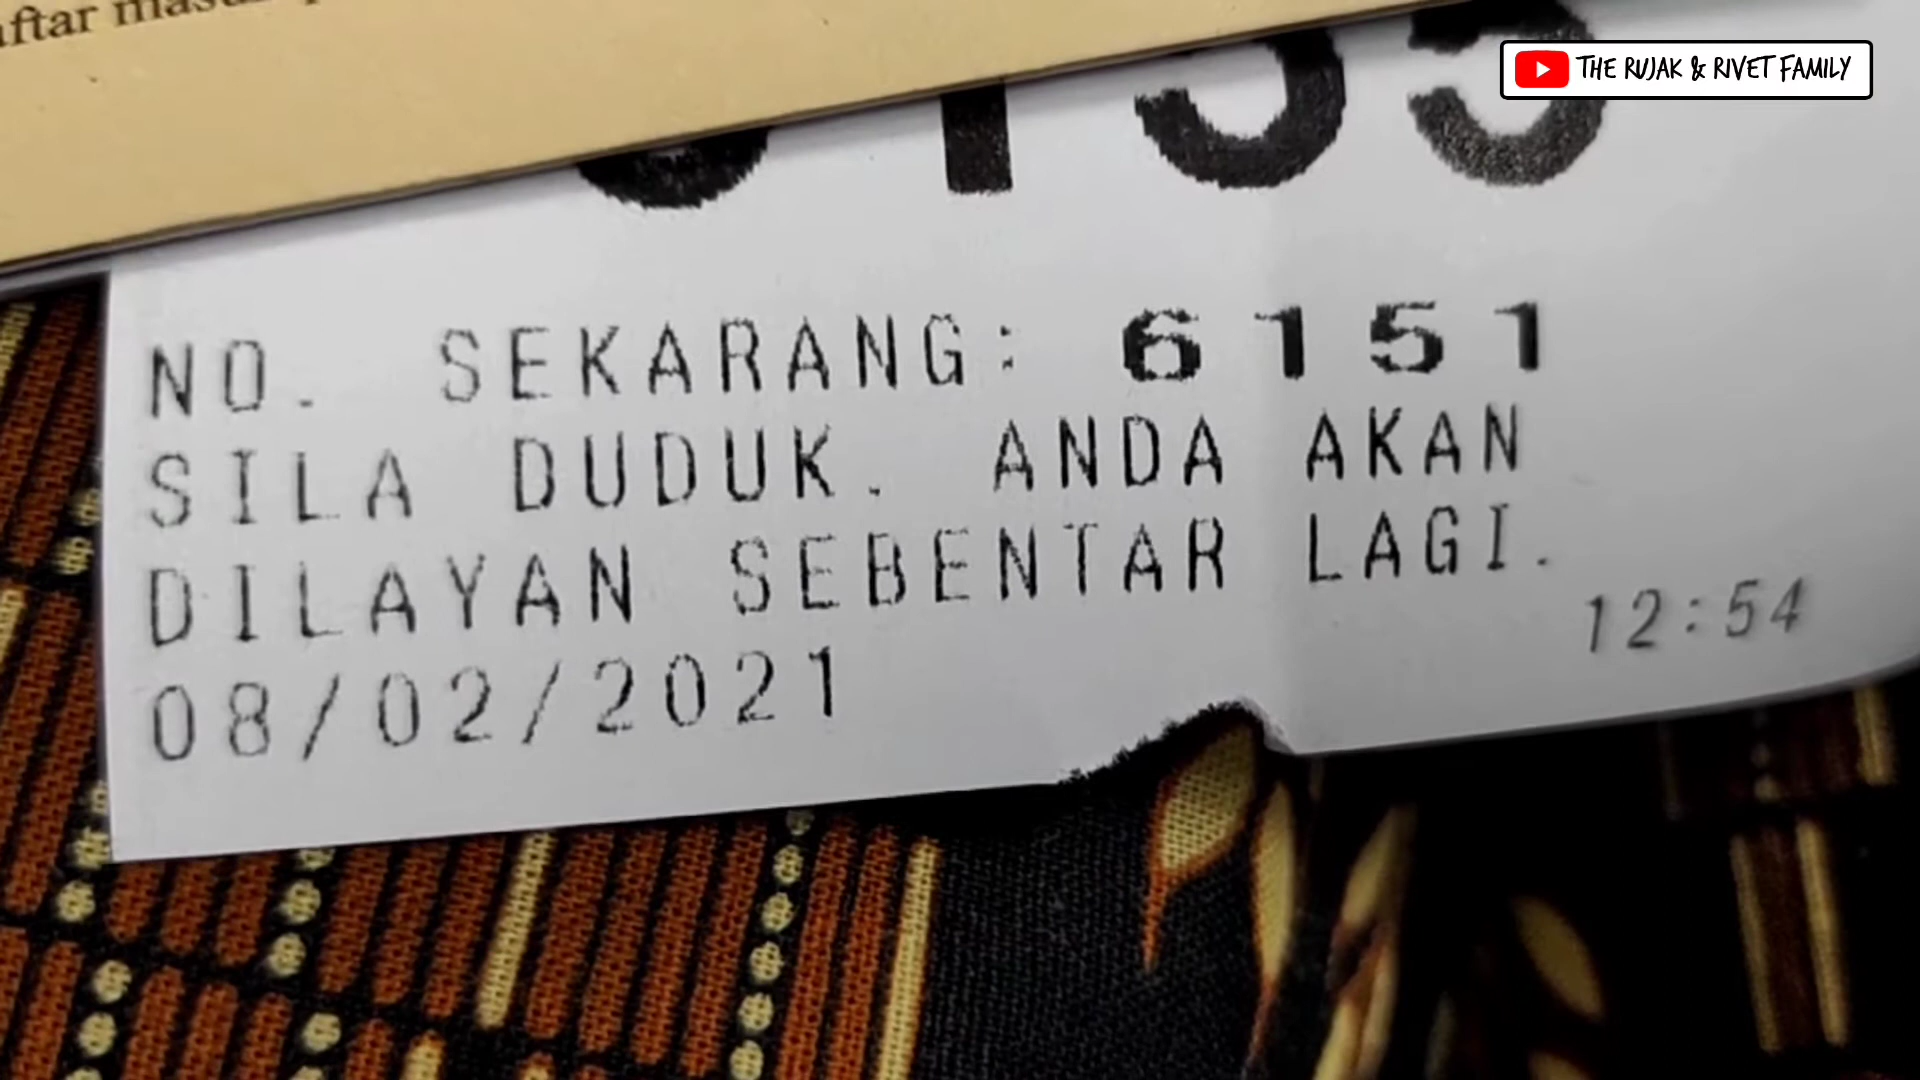 THE RUJAK & RIVET FAMILY
NO. SEKARANG: 6151
SILA DUDUK. ANDA AKAN
DILAYAN SEBENTAR LAGI.
12:54
08/02/2021